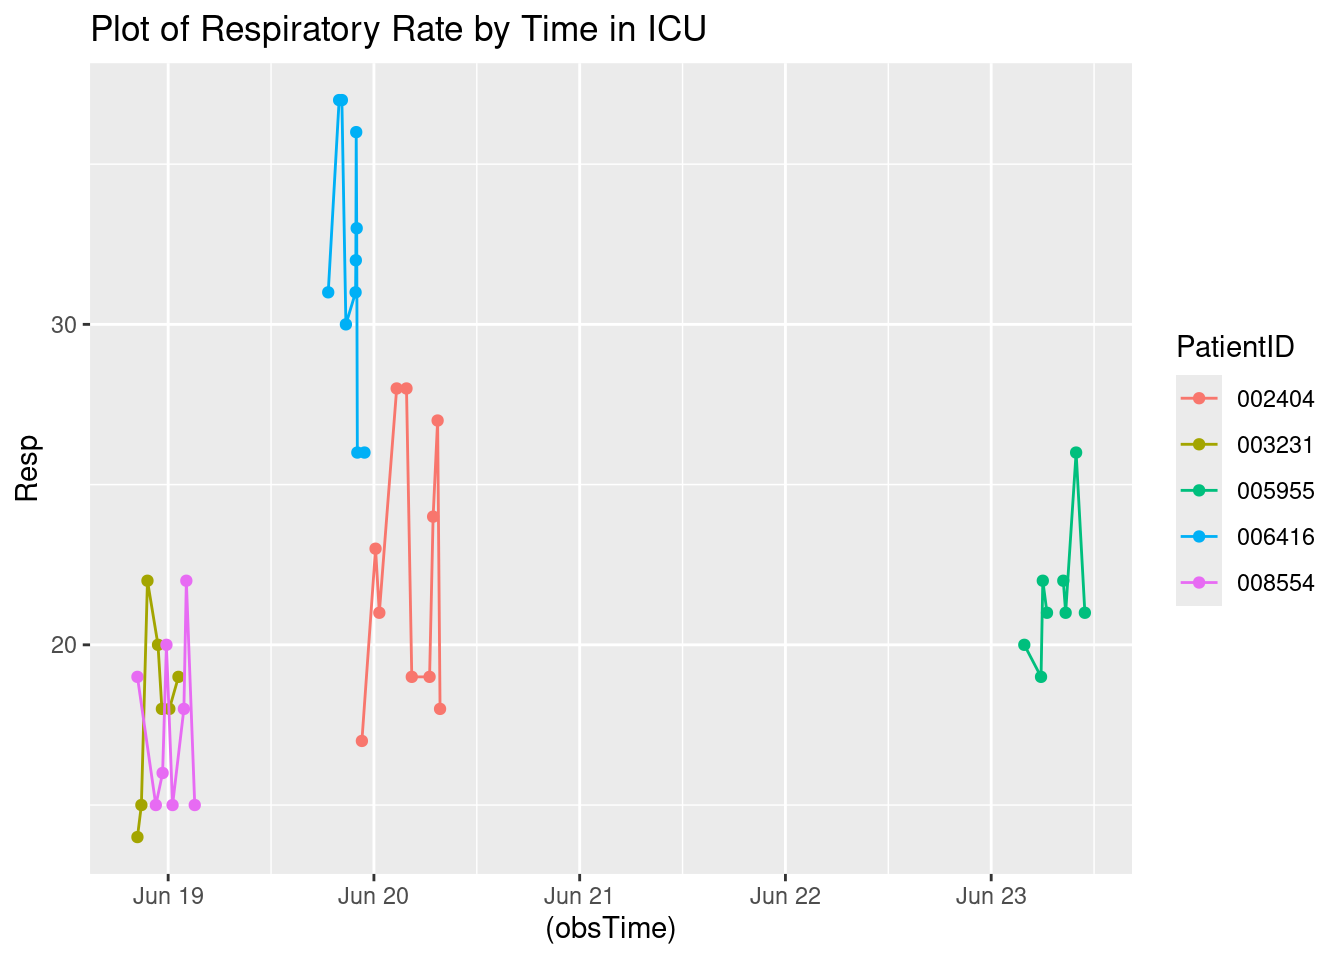 Plot of Respiratory Rate by Time in ICU
Resp
30
20
Jun 19
Jun 20
Jun 21
Jun 22
Jun 23
(obsTime)
PatientID
002404
003231
005955
006416
008554